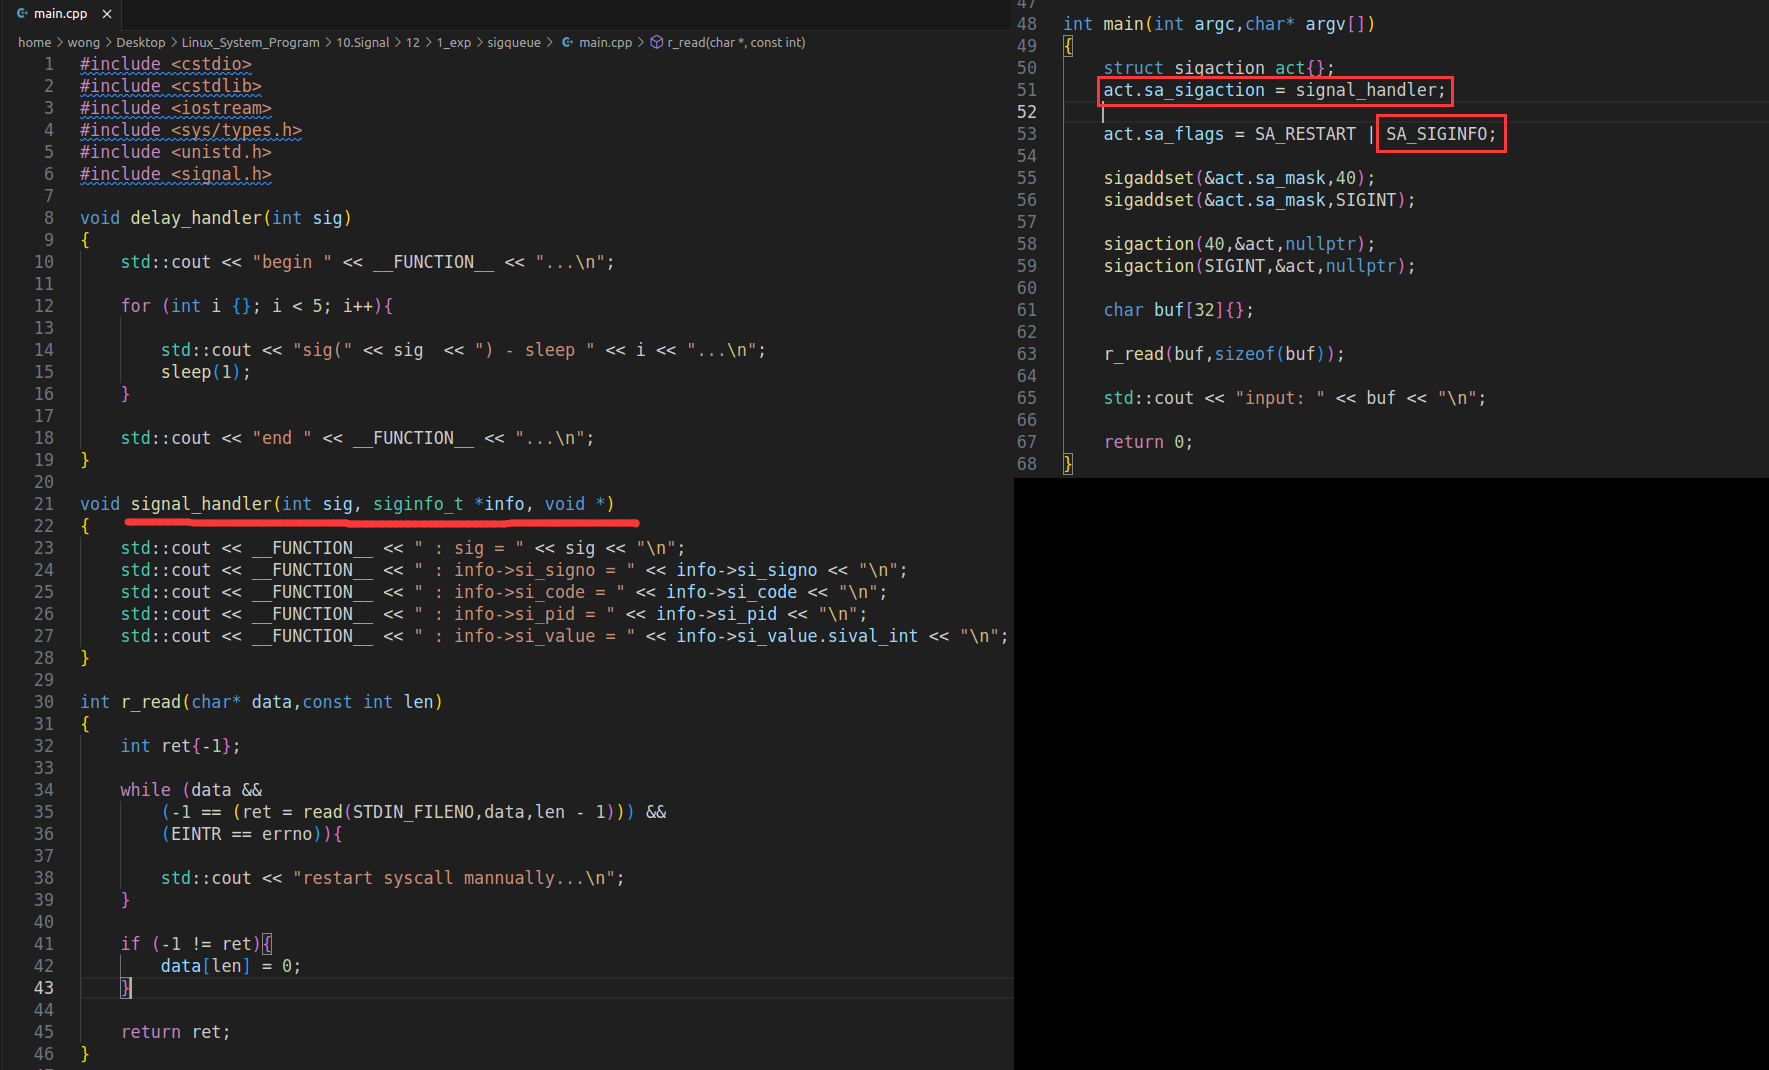 main.cpp ×
home > wong > Desktop > Linux_System_Program > 10.Signal > 12 > 1_exp > sigqueue > main.cpp > r_read(char *, const int)
1 #include <cstdio>
2 #include <cstdlib>
3 #include <iostream>
4 #include <sys/types.h>
5 #include <unistd.h>
6 #include <signal.h>
7
8 void delay_handler(int sig)
9 {
10 std::cout << "begin " << __FUNCTION__ << "...\n";
11
12 for (int i {}; i < 5; i++){
13
14 std::cout << "sig(" << sig  << ") - sleep " << i << "...\n";
15 sleep(1);
16 }
17
18 std::cout << "end " << __FUNCTION__ << "...\n";
19 }
20
21 void signal_handler(int sig, siginfo_t *info, void *)
22 {
23 std::cout << __FUNCTION__ << " : sig = " << sig << "\n";
24 std::cout << __FUNCTION__ << " : info->si_signo = " << info->si_signo << "\n";
25 std::cout << __FUNCTION__ << " : info->si_code = " << info->si_code << "\n";
26 std::cout << __FUNCTION__ << " : info->si_pid = " << info->si_pid << "\n";
27 std::cout << __FUNCTION__ << " : info->si_value = " << info->si_value.sival_int << "\n";
28 }
29
30 int r_read(char* data,const int len)
31 {
32 int ret{-1};
33
34 while (data &&
35 (-1 == (ret = read(STDIN_FILENO,data,len - 1))) &&
36 (EINTR == errno)){
37
38 std::cout << "restart syscall mannually...\n";
39 }
40
41 if (-1 != ret){
42 data[len] = 0;
43 }
44
45 return ret;
46 }
47
48 int main(int argc,char* argv[])
49 {
50 struct sigaction act{};
51 act.sa_sigaction = signal_handler;
52
53 act.sa_flags = SA_RESTART | SA_SIGINFO;
54
55 sigaddset(&act.sa_mask,40);
56 sigaddset(&act.sa_mask,SIGINT);
57
58 sigaction(40,&act,nullptr);
59 sigaction(SIGINT,&act,nullptr);
60
61 char buf[32]{};
62
63 r_read(buf,sizeof(buf));
64
65 std::cout << "input: " << buf << "\n";
66
67 return 0;
68 }